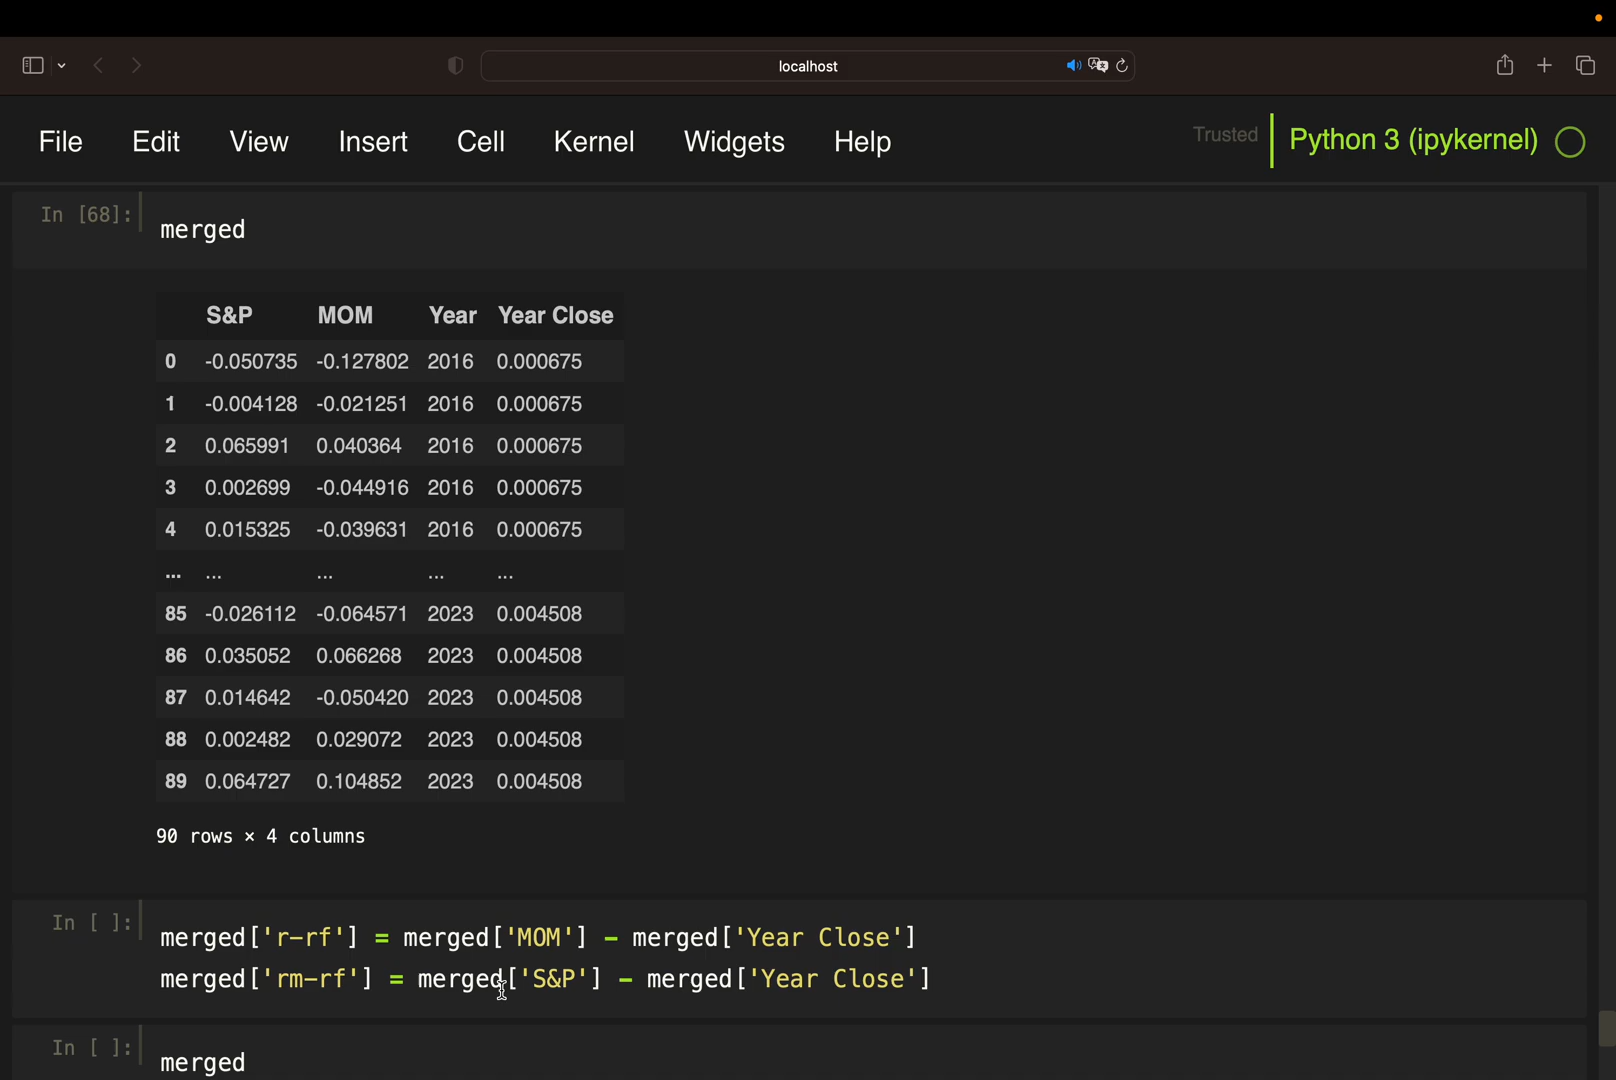 localhost
File Edit View Insert Cell Kernel Widgets Help Trusted Python 3 (ipykernel)
In [68]: merged
S&P MOM Year Year Close
0 -0.050735 -0.127802 2016 0.000675
1 -0.004128 -0.021251 2016 0.000675
2 0.065991 0.040364 2016 0.000675
3 0.002699 -0.044916 2016 0.000675
4 0.015325 -0.039631 2016 0.000675
... ... ... ... ...
85 -0.026112 -0.064571 2023 0.004508
86 0.035052 0.066268 2023 0.004508
87 0.014642 -0.050420 2023 0.004508
88 0.002482 0.029072 2023 0.004508
89 0.064727 0.104852 2023 0.004508
90 rows × 4 columns
In [ ]: merged['r-rf'] = merged['MOM'] - merged['Year Close']
merged['rm-rf'] = merged['S&P'] - merged['Year Close']
In [ ]: merged